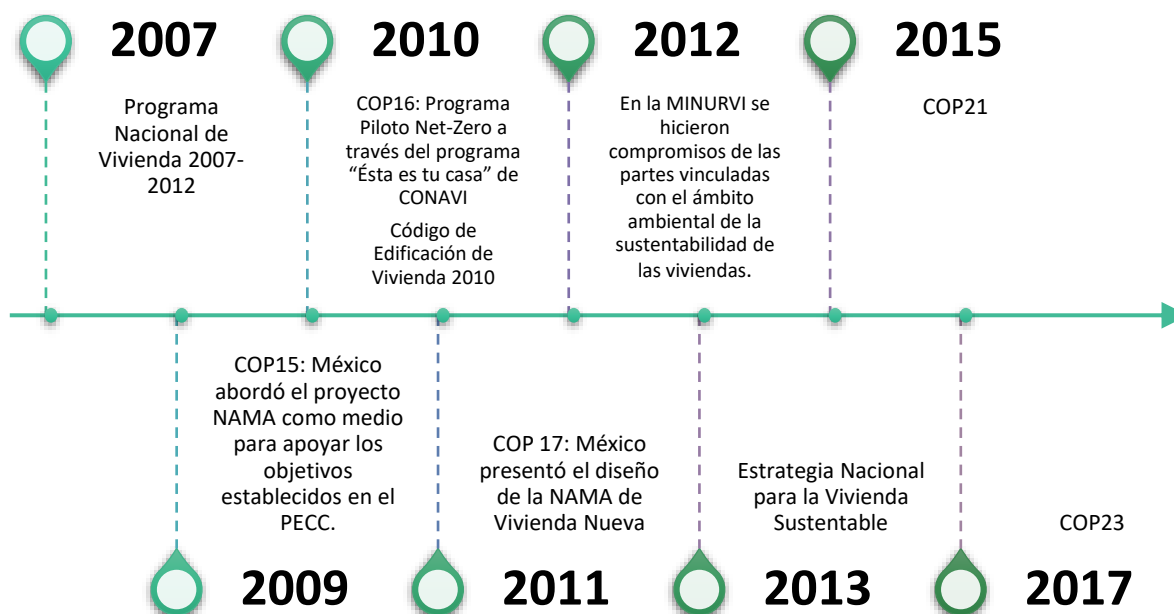 2007
Programa
Nacional de
Vivienda 2007-
2012
2010
COP16: Programa
Piloto Net-Zero a
través del programa
“Ésta es tu casa” de
CONAVI
Código de
Edificación de
Vivienda 2010
2012
En la MINURVI se
hicieron
compromisos de las
partes vinculadas
con el ámbito
ambiental de la
sustentabilidad de
las viviendas.
2015
COP21
COP15: México
abordó el proyecto
NAMA como medio
para apoyar los
objetivos
establecidos en el
PECC.
2009
COP 17: México
presentó el diseño
de la NAMA de
Vivienda Nueva
2011
Estrategia Nacional
para la Vivienda
Sustentable
2013
COP23
2017